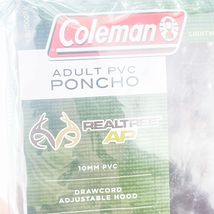 Coleman
ADULT PVC
PONCHO
REALTREE
AP
10MM PVC
DRAWCORD
ADJUSTABLE HOOD